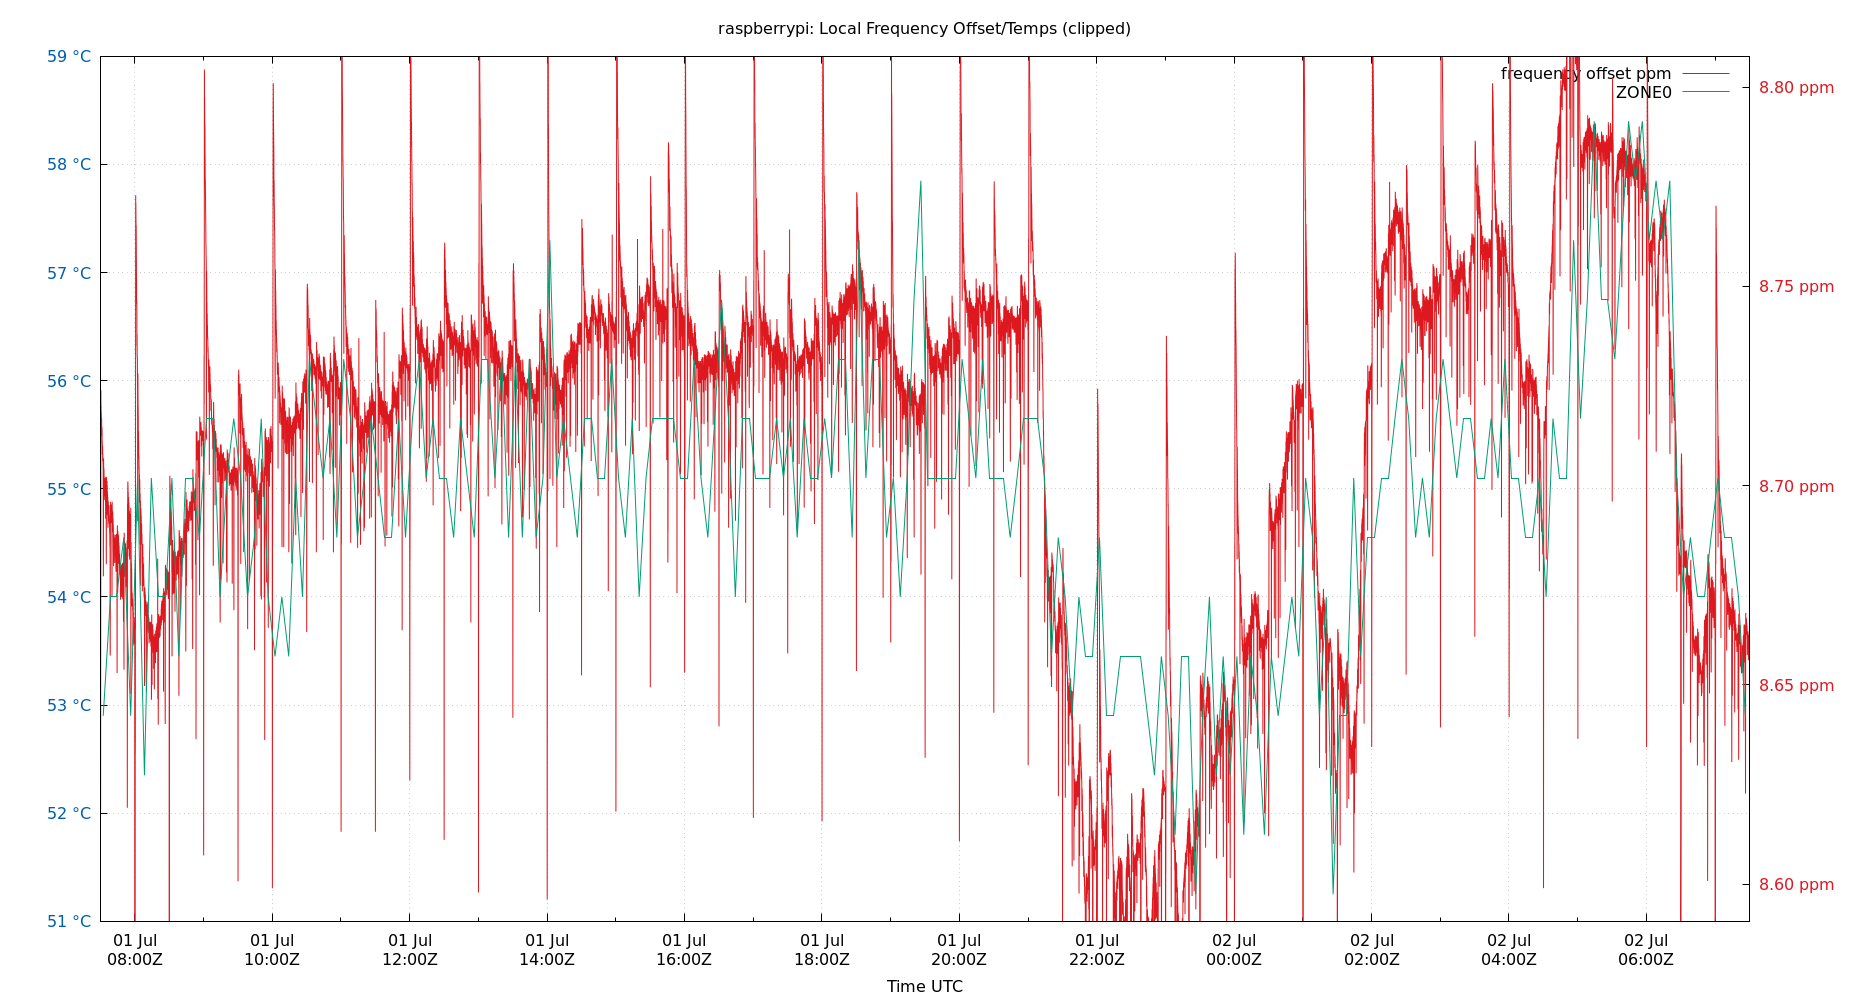 raspberrypi: Local Frequency Offset/Temps (clipped)
59 °C
58 °C
57 °C
56 °C
55 °C
54 °C
53 °C
52 °C
51 °C
frequency offset ppm
ZONE0
8.80 ppm
8.75 ppm
8.70 ppm
8.65 ppm
8.60 ppm
01 Jul 01 Jul 01 Jul 01 Jul 01 Jul 01 Jul 01 Jul 01 Jul 02 Jul 02 Jul 02 Jul 02 Jul
08:00Z 10:00Z 12:00Z 14:00Z 16:00Z 18:00Z 20:00Z 22:00Z 00:00Z 02:00Z 04:00Z 06:00Z
Time UTC